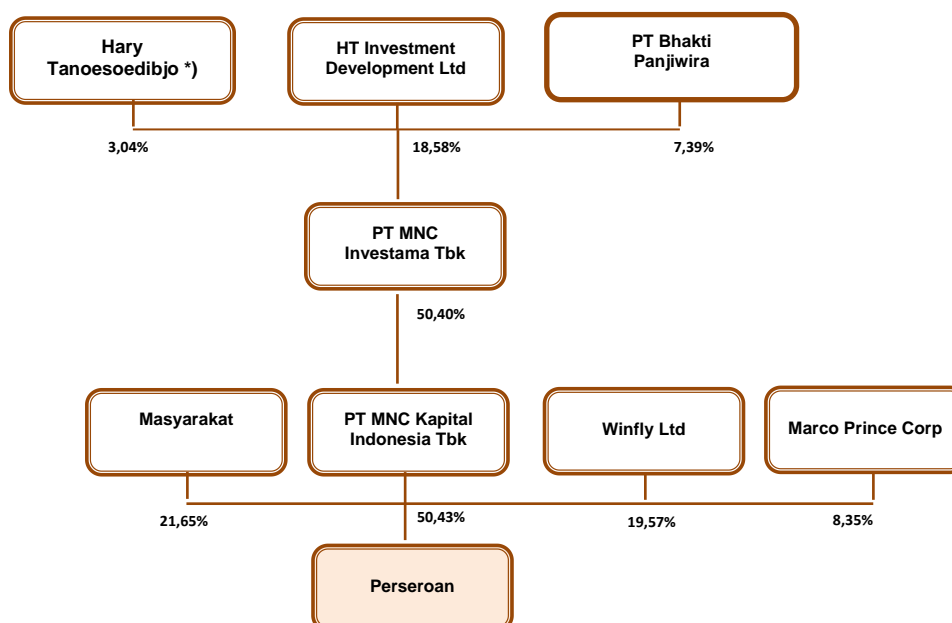 Hary
Tanoesoedibjo *)
HT Investment
Development Ltd
PT Bhakti
Panjiwira
3,04%
18,58%
7,39%
PT MNC
Investama Tbk
50,40%
Masyarakat
PT MNC Kapital
Indonesia Tbk
Winfly Ltd
Marco Prince Corp
21,65%
50,43%
19,57%
8,35%
Perseroan